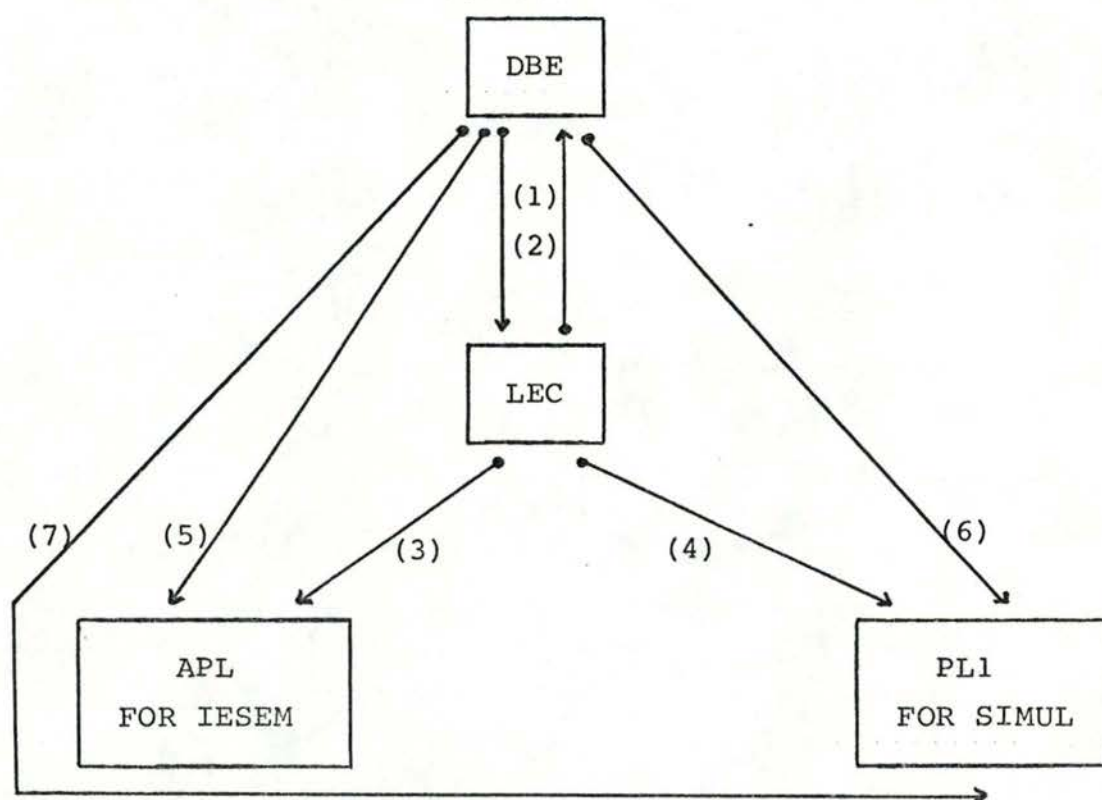 DBE
(1)
(2)
LEC
(7)
(5)
(3)
(4)
(6)
APL
FOR IESEM
PL1
FOR SIMUL